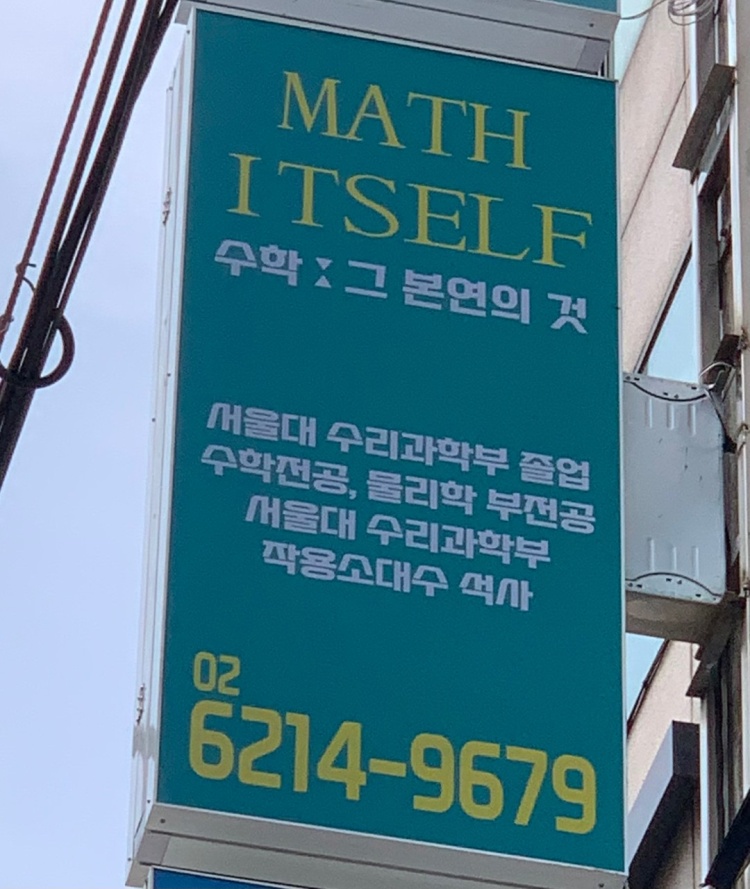 MATH
ITSELF
수학 : 그 본연의 것
서울대 수리과학부 졸업
수학전공, 물리학 부전공
서울대 수리과학부
작용소대수 석사
02
6214-9679